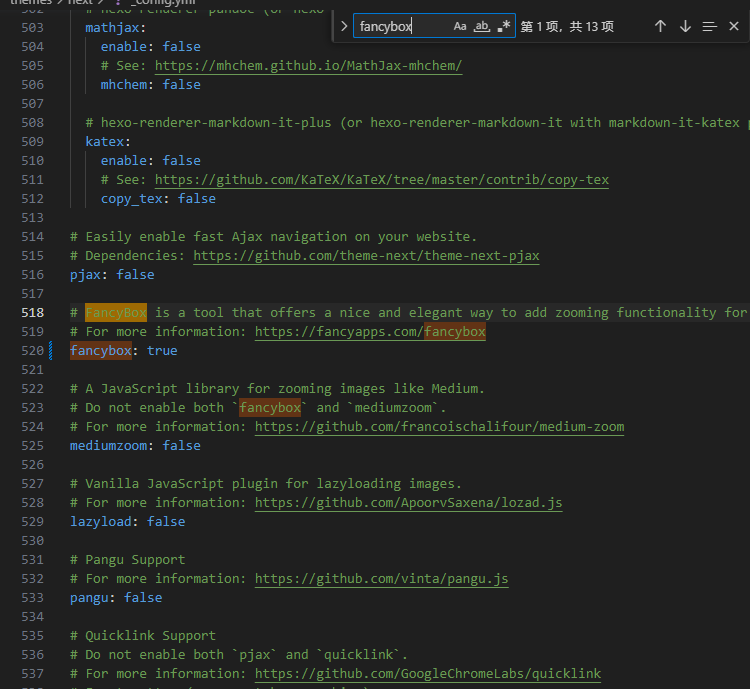 themes > next > _config.yml
fancybox Aa ab .* 第 1 项，共 13 项
503 mathjax:
504 enable: false
505 # See: https://mhchem.github.io/MathJax-mhchem/
506 mhchem: false
507
508 # hexo-renderer-markdown-it-plus (or hexo-renderer-markdown-it with markdown-it-katex
509 katex:
510 enable: false
511 # See: https://github.com/KaTeX/KaTeX/tree/master/contrib/copy-tex
512 copy_tex: false
513
514 # Easily enable fast Ajax navigation on your website.
515 # Dependencies: https://github.com/theme-next/theme-next-pjax
516 pjax: false
517
518 # FancyBox is a tool that offers a nice and elegant way to add zooming functionality for
519 # For more information: https://fancyapps.com/fancybox
520 fancybox: true
521
522 # A JavaScript library for zooming images like Medium.
523 # Do not enable both `fancybox` and `mediumzoom`.
524 # For more information: https://github.com/francoischalifour/medium-zoom
525 mediumzoom: false
526
527 # Vanilla JavaScript plugin for lazyloading images.
528 # For more information: https://github.com/ApoorvSaxena/lozad.js
529 lazyload: false
530
531 # Pangu Support
532 # For more information: https://github.com/vinta/pangu.js
533 pangu: false
534
535 # Quicklink Support
536 # Do not enable both `pjax` and `quicklink`.
537 # For more information: https://github.com/GoogleChromeLabs/quicklink